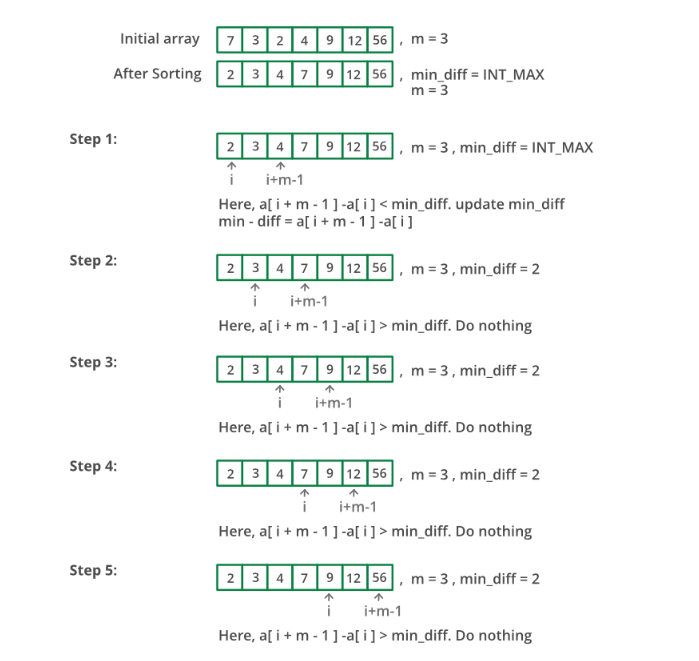 Initial array 7 3 2 4 9 12 56 , m = 3
After Sorting 2 3 4 7 9 12 56 , min_diff = INT_MAX
m = 3
Step 1: 2 3 4 7 9 12 56 , m = 3 , min_diff = INT_MAX
↑ ↑
i i+m-1
Here, a[ i + m - 1 ] -a[ i ] < min_diff. update min_diff
min - diff = a[ i + m - 1 ] -a[ i ]
Step 2: 2 3 4 7 9 12 56 , m = 3 , min_diff = 2
↑ ↑
i i+m-1
Here, a[ i + m - 1 ] -a[ i ] > min_diff. Do nothing
Step 3: 2 3 4 7 9 12 56 , m = 3 , min_diff = 2
↑ ↑
i i+m-1
Here, a[ i + m - 1 ] -a[ i ] > min_diff. Do nothing
Step 4: 2 3 4 7 9 12 56 , m = 3 , min_diff = 2
↑ ↑
i i+m-1
Here, a[ i + m - 1 ] -a[ i ] > min_diff. Do nothing
Step 5: 2 3 4 7 9 12 56 , m = 3 , min_diff = 2
↑ ↑
i i+m-1
Here, a[ i + m - 1 ] -a[ i ] > min_diff. Do nothing